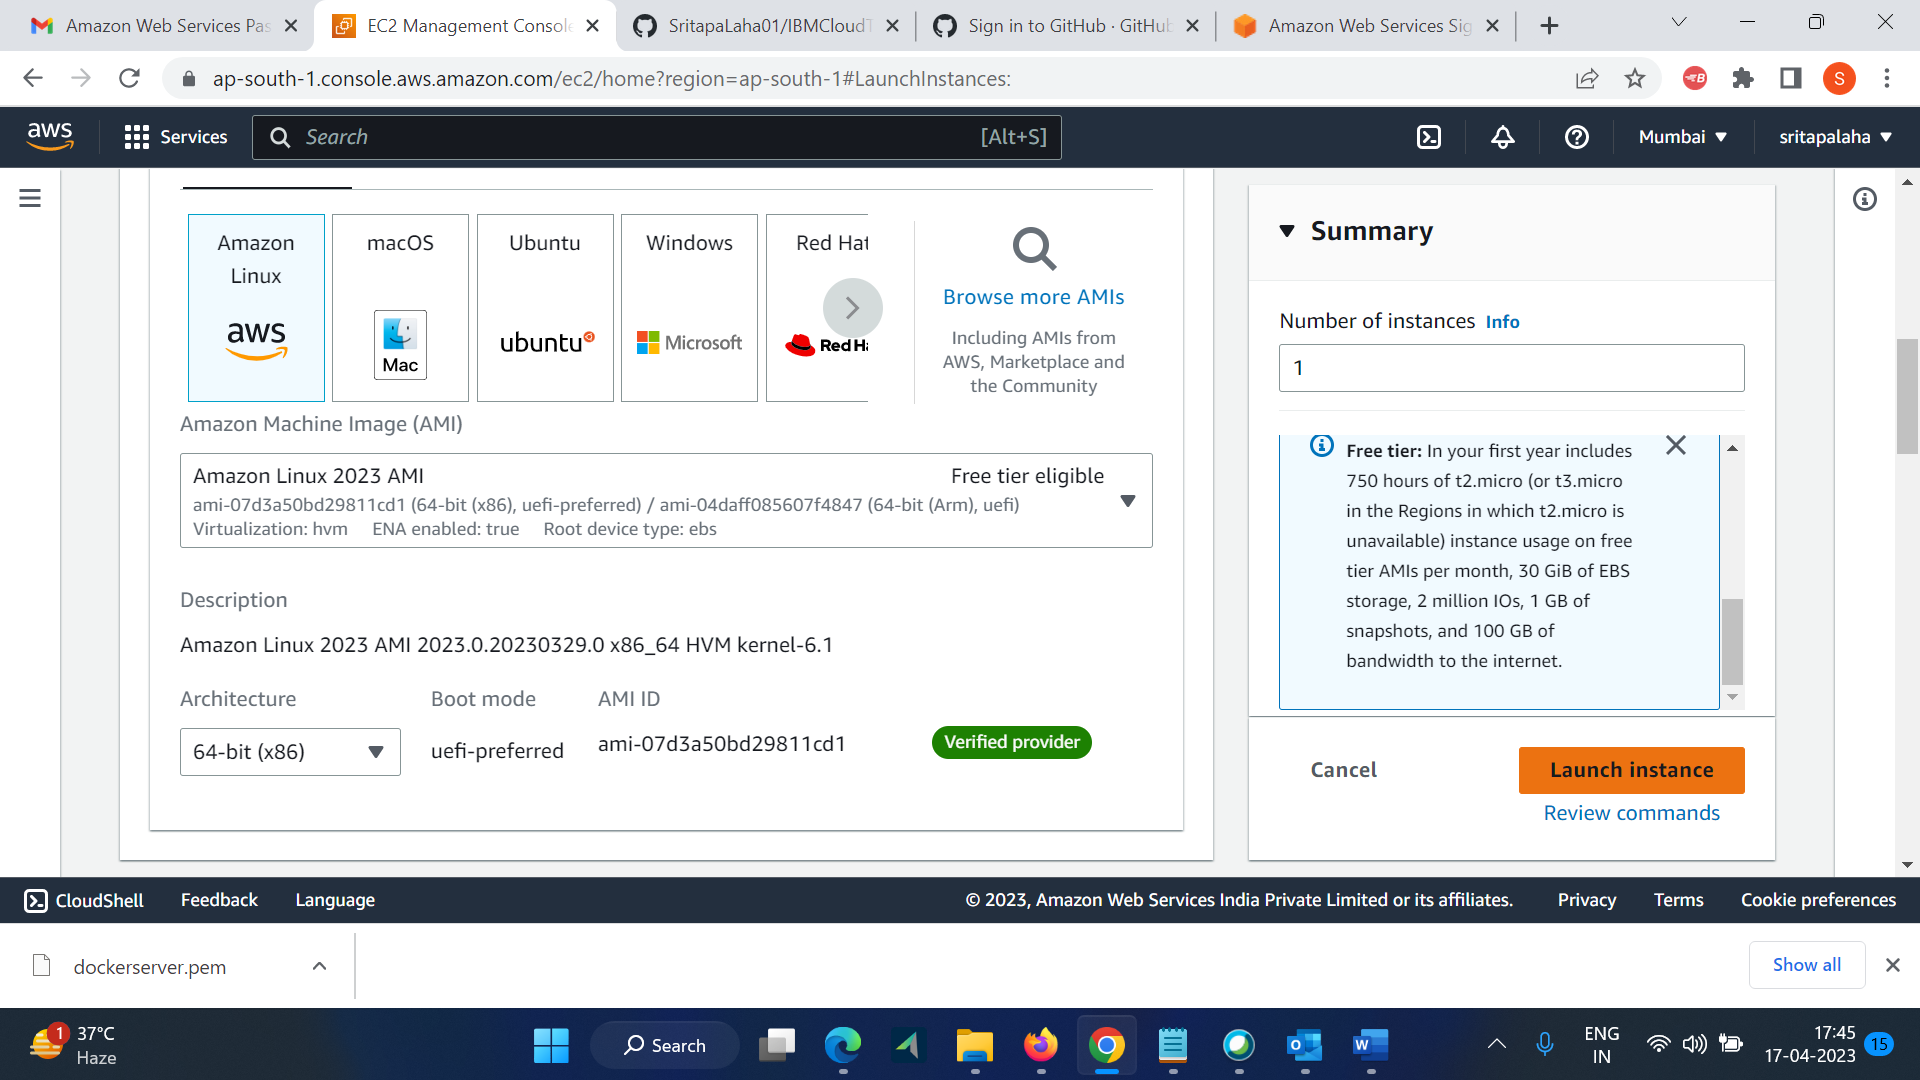 Amazon Web Services Pas
EC2 Management Console
SritapaLaha01/IBMCloudT
Sign in to GitHub · GitHub
Amazon Web Services Sig
ap-south-1.console.aws.amazon.com/ec2/home?region=ap-south-1#LaunchInstances:
B
S
aws
Services
Search
[Alt+S]
Mumbai
sritapalaha
Amazon
Linux
aws
macOS
Mac
Ubuntu
ubuntu
Windows
Microsoft
Red Hat
Red Ha
Browse more AMIs
Including AMIs from
AWS, Marketplace and
the Community
Amazon Machine Image (AMI)
Amazon Linux 2023 AMI
Free tier eligible
ami-07d3a50bd29811cd1 (64-bit (x86), uefi-preferred) / ami-04daff085607f4847 (64-bit (Arm), uefi)
Virtualization: hvm ENA enabled: true Root device type: ebs
Description
Amazon Linux 2023 AMI 2023.0.20230329.0 x86_64 HVM kernel-6.1
Architecture
Boot mode
AMI ID
64-bit (x86)
uefi-preferred
ami-07d3a50bd29811cd1
Verified provider
Summary
Number of instances Info
1
Free tier: In your first year includes
750 hours of t2.micro (or t3.micro
in the Regions in which t2.micro is
unavailable) instance usage on free
tier AMIs per month, 30 GiB of EBS
storage, 2 million IOs, 1 GB of
snapshots, and 100 GB of
bandwidth to the internet.
Cancel
Launch instance
Review commands
CloudShell
Feedback
Language
© 2023, Amazon Web Services India Private Limited or its affiliates.
Privacy
Terms
Cookie preferences
dockerserver.pem
Show all
1
37°C
Haze
Search
ENG
IN
17:45
17-04-2023
15